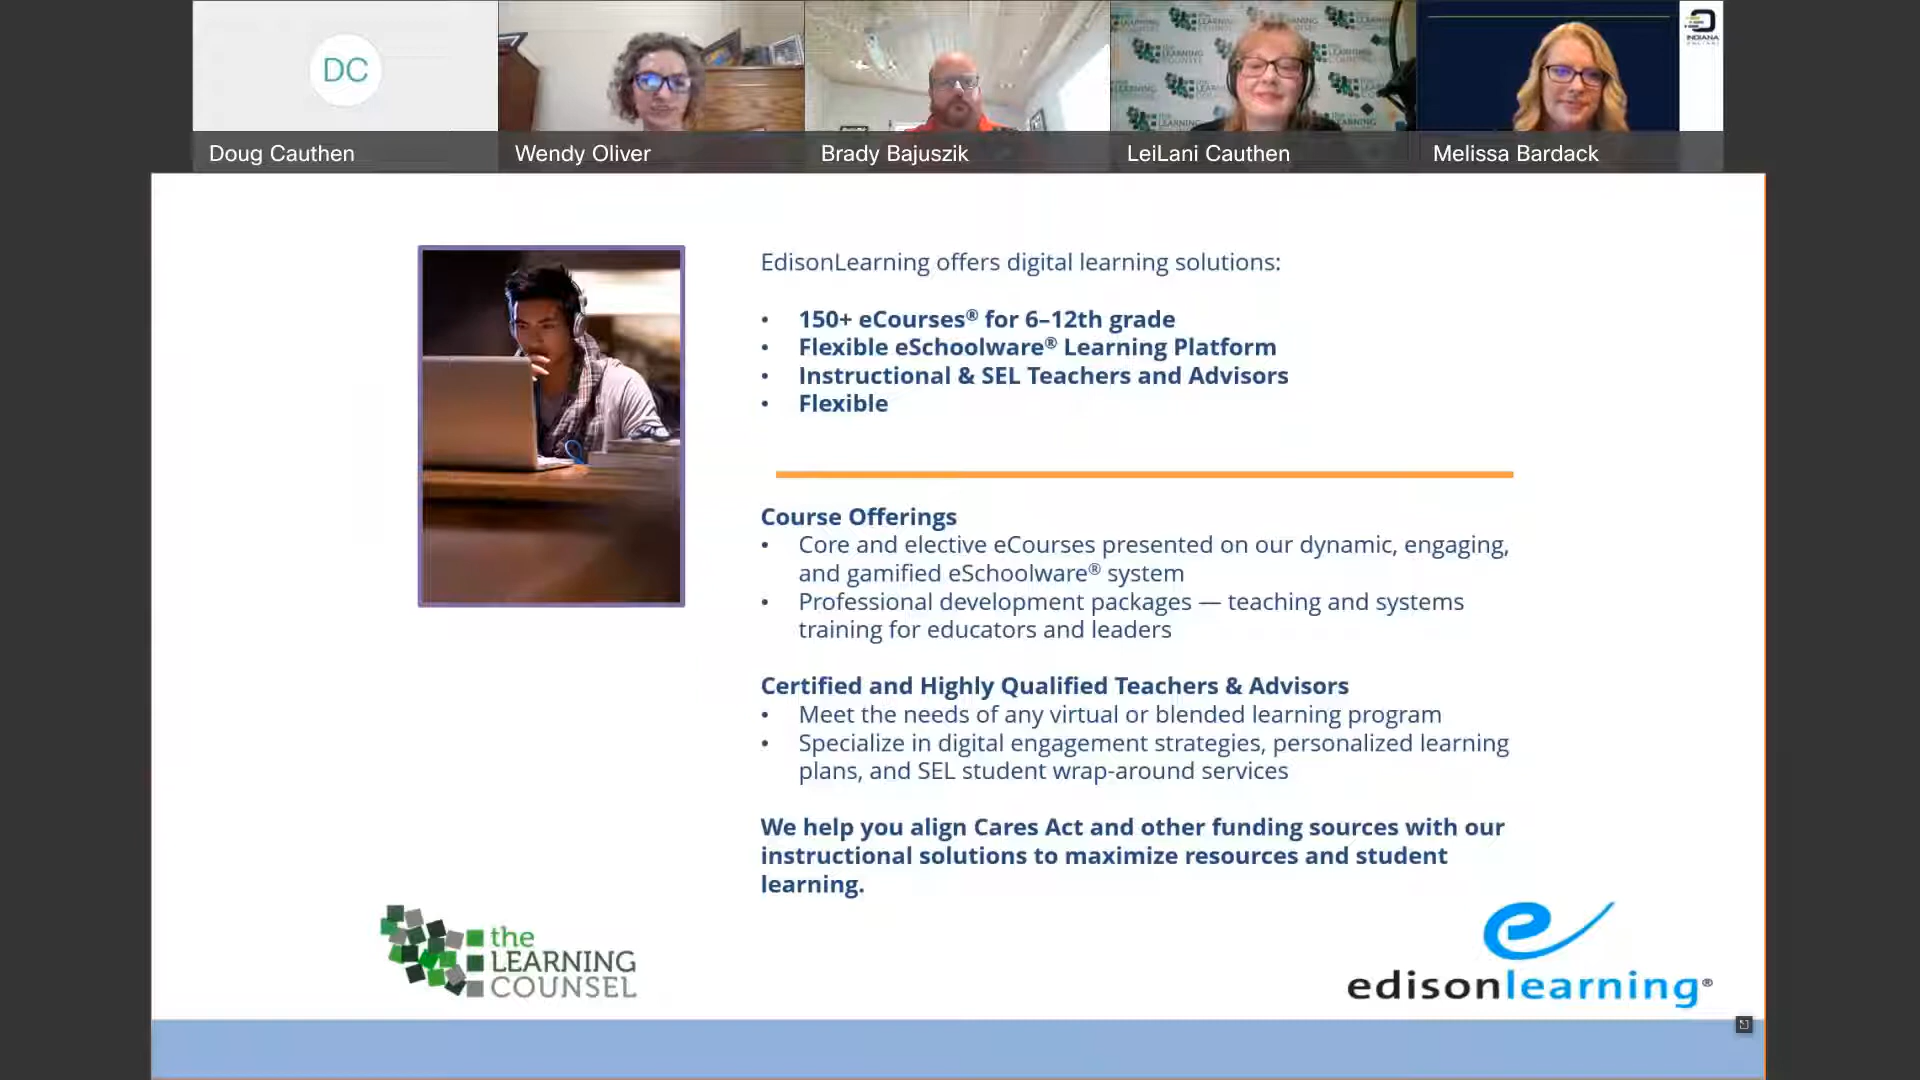 DC
Doug Cauthen
Wendy Oliver
Brady Bajuszik
LeiLani Cauthen
Melissa Bardack
INDIANA
EdisonLearning offers digital learning solutions:
• 150+ eCourses® for 6–12th grade
• Flexible eSchoolware® Learning Platform
• Instructional & SEL Teachers and Advisors
• Flexible
Course Offerings
• Core and elective eCourses presented on our dynamic, engaging,
and gamified eSchoolware® system
• Professional development packages — teaching and systems
training for educators and leaders
Certified and Highly Qualified Teachers & Advisors
• Meet the needs of any virtual or blended learning program
• Specialize in digital engagement strategies, personalized learning
plans, and SEL student wrap-around services
We help you align Cares Act and other funding sources with our
instructional solutions to maximize resources and student
learning.
the
LEARNING
COUNSEL
edisonlearning®